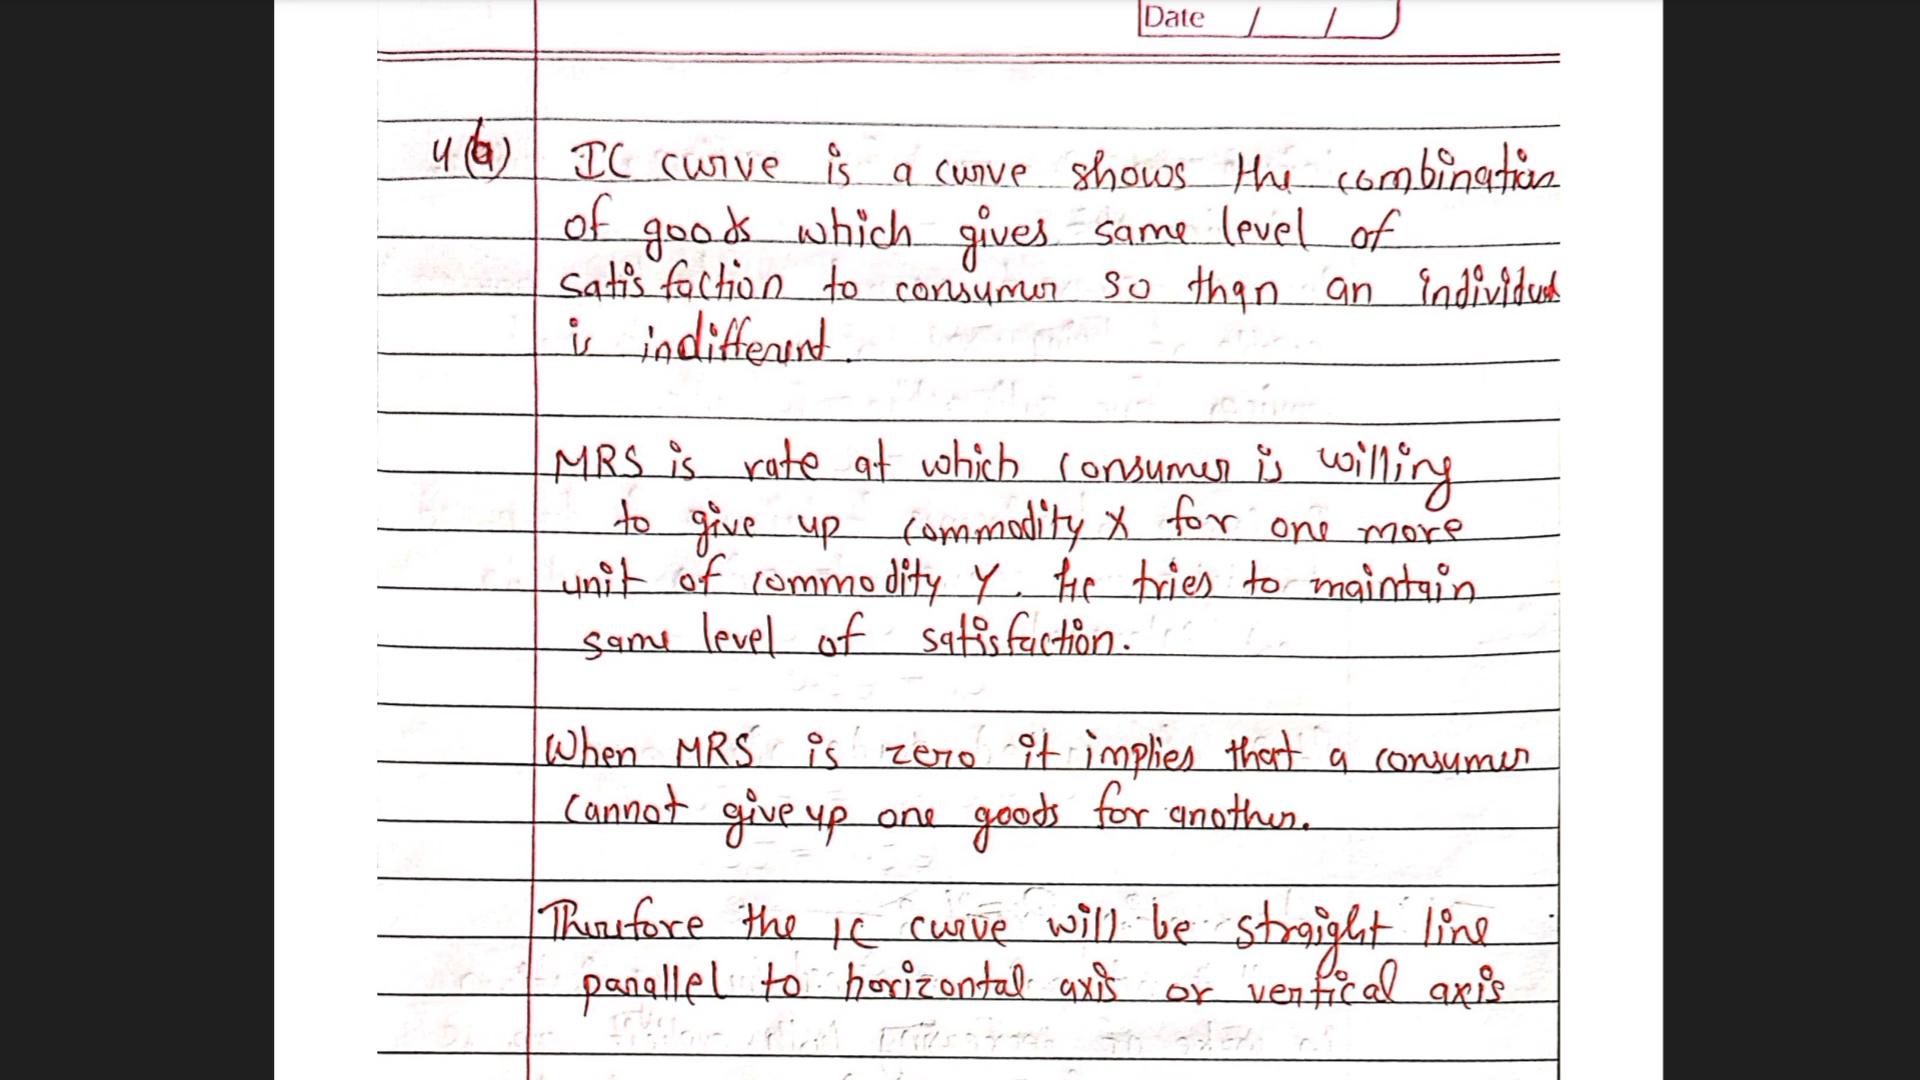 Date / /
4(b) IC curve is a curve shows the combination
of goods which gives same level of
satisfaction to consumer so than an individual
is indifferent.
MRS is rate at which consumer is willing
to give up commodity X for one more
unit of commodity Y. He tries to maintain
same level of satisfaction.
When MRS is zero it implies that a consumer
cannot give up one goods for another.
Therefore the IC curve will be straight line
parallel to horizontal axis or vertical axis